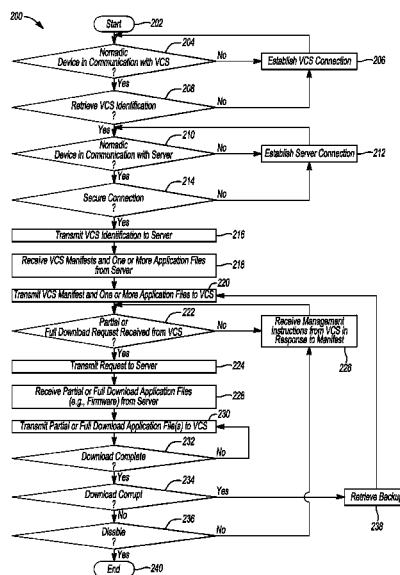 200
Start
202
Nomadic
Device in Communication with VCS
?
204
No
Establish VCS Connection
206
Yes
208
Retrieve VCS Identification
?
No
Yes
210
Nomadic
Device in Communication with Server
?
No
Establish Server Connection
212
Yes
214
Secure Connection
?
No
Yes
Transmit VCS Identification to Server
216
Receive VCS Manifests and One or More Application Files
from Server
218
220
Transmit VCS Manifest and One or More Application Files to VCS
222
Partial or
Full Download Request Received from VCS
?
No
Receive Management
Instructions from VCS in
Response to Manifest
228
Yes
Transmit Request to Server
224
Receive Partial or Full Download Application Files
(e.g., Firmware) from Server
226
230
Transmit Partial or Full Download Application File(s) to VCS
232
Download Complete
?
No
Yes
234
Download Corrupt
?
Yes
Retrieve Backup
238
No
236
Disable
?
No
Yes
End
240